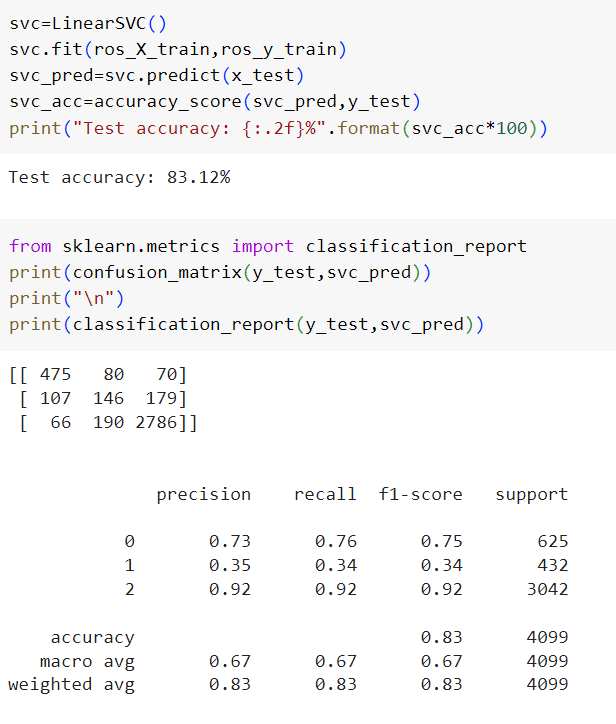 svc=LinearSVC()
svc.fit(ros_X_train,ros_y_train)
svc_pred=svc.predict(x_test)
svc_acc=accuracy_score(svc_pred,y_test)
print("Test accuracy: {:.2f}%".format(svc_acc*100))
Test accuracy: 83.12%
from sklearn.metrics import classification_report
print(confusion_matrix(y_test,svc_pred))
print("\n")
print(classification_report(y_test,svc_pred))
[[ 475   80   70]
 [ 107  146  179]
 [  66  190 2786]]
              precision    recall  f1-score   support
           0       0.73      0.76      0.75       625
           1       0.35      0.34      0.34       432
           2       0.92      0.92      0.92      3042
    accuracy                           0.83      4099
   macro avg       0.67      0.67      0.67      4099
weighted avg       0.83      0.83      0.83      4099